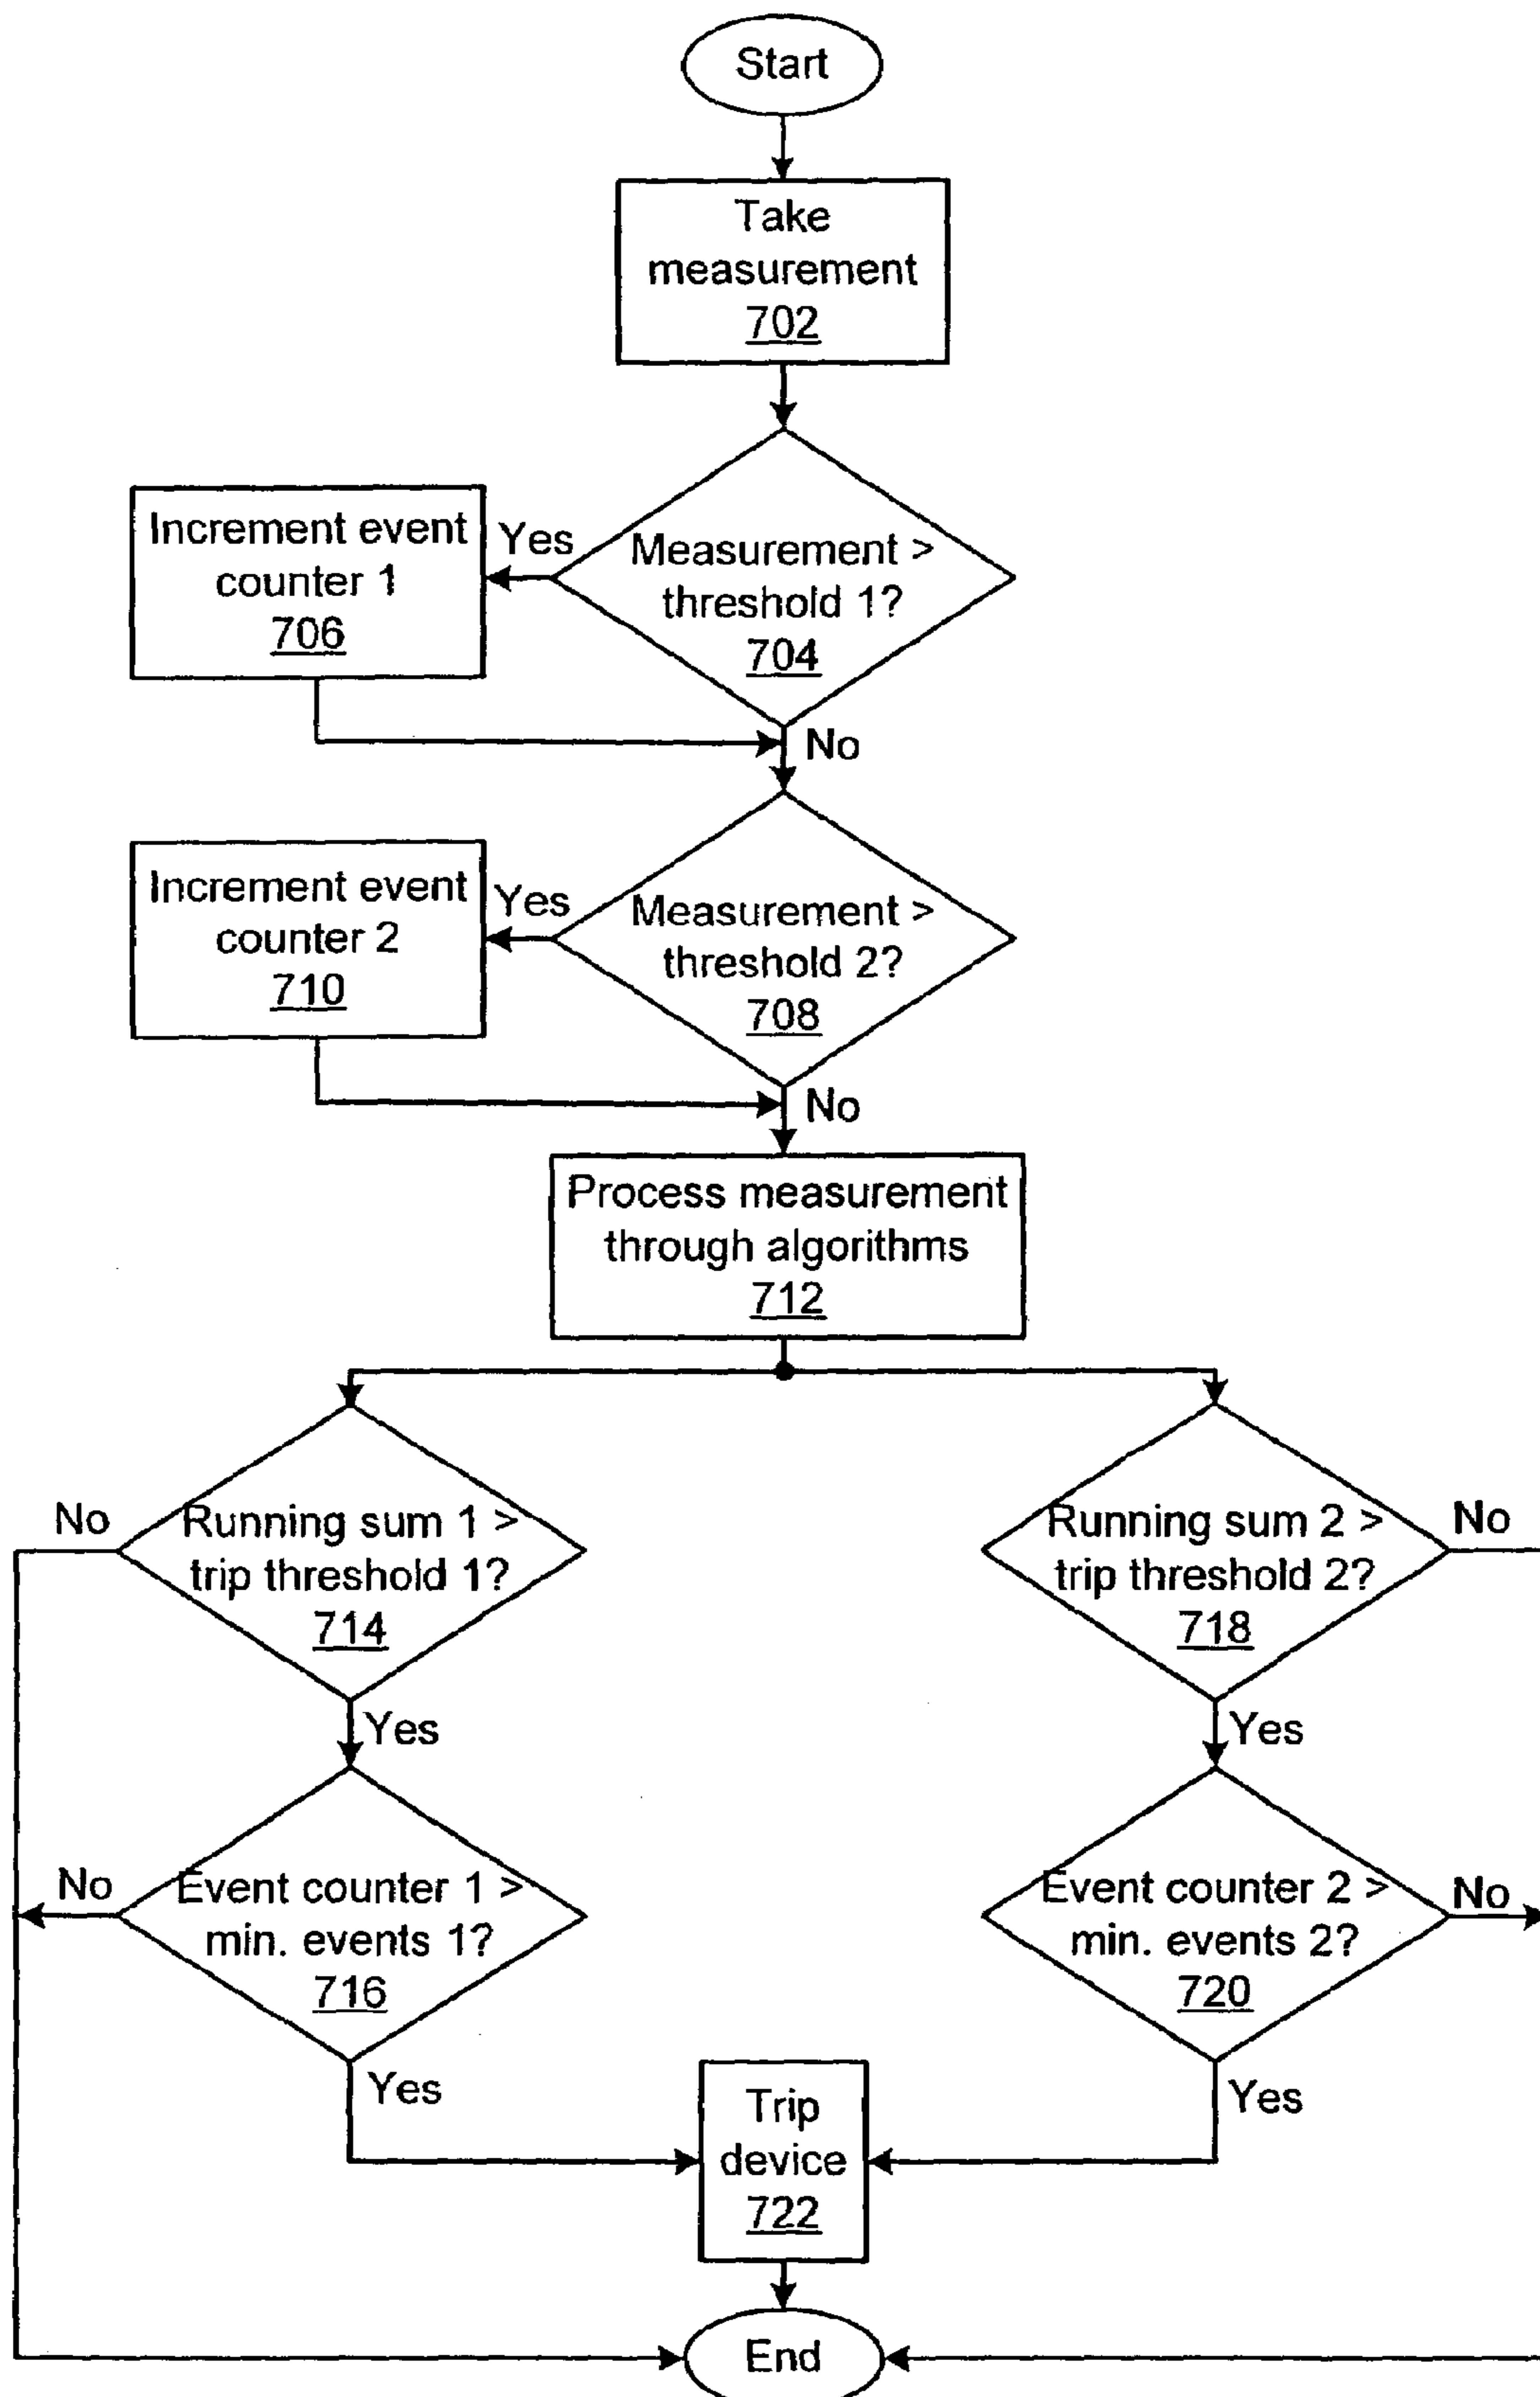 Start
Take
measurement
702
Increment event
counter 1
706
Yes
Measurement >
threshold 1?
704
No
Increment event
counter 2
710
Yes
Measurement >
threshold 2?
708
No
Process measurement
through algorithms
712
No
Running sum 1 >
trip threshold 1?
714
Yes
Running sum 2 >
trip threshold 2?
718
No
Yes
No
Event counter 1 >
min. events 1?
716
Yes
Event counter 2 >
min. events 2?
720
No
Yes
Trip
device
722
End